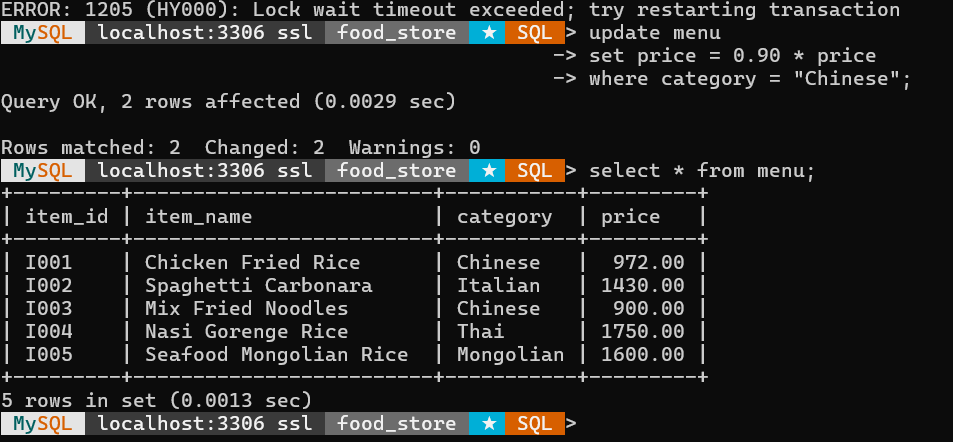 ERROR: 1205 (HY000): Lock wait timeout exceeded; try restarting transaction
MySQL localhost:3306 ssl food_store ★ SQL > update menu
-> set price = 0.90 * price
-> where category = "Chinese";
Query OK, 2 rows affected (0.0029 sec)

Rows matched: 2  Changed: 2  Warnings: 0
MySQL localhost:3306 ssl food_store ★ SQL > select * from menu;
+---------+-------------------------+-----------+---------+
| item_id | item_name               | category  | price   |
+---------+-------------------------+-----------+---------+
| I001    | Chicken Fried Rice      | Chinese   |  972.00 |
| I002    | Spaghetti Carbonara     | Italian   | 1430.00 |
| I003    | Mix Fried Noodles       | Chinese   |  900.00 |
| I004    | Nasi Gorenge Rice       | Thai      | 1750.00 |
| I005    | Seafood Mongolian Rice  | Mongolian | 1600.00 |
+---------+-------------------------+-----------+---------+
5 rows in set (0.0013 sec)
MySQL localhost:3306 ssl food_store ★ SQL >